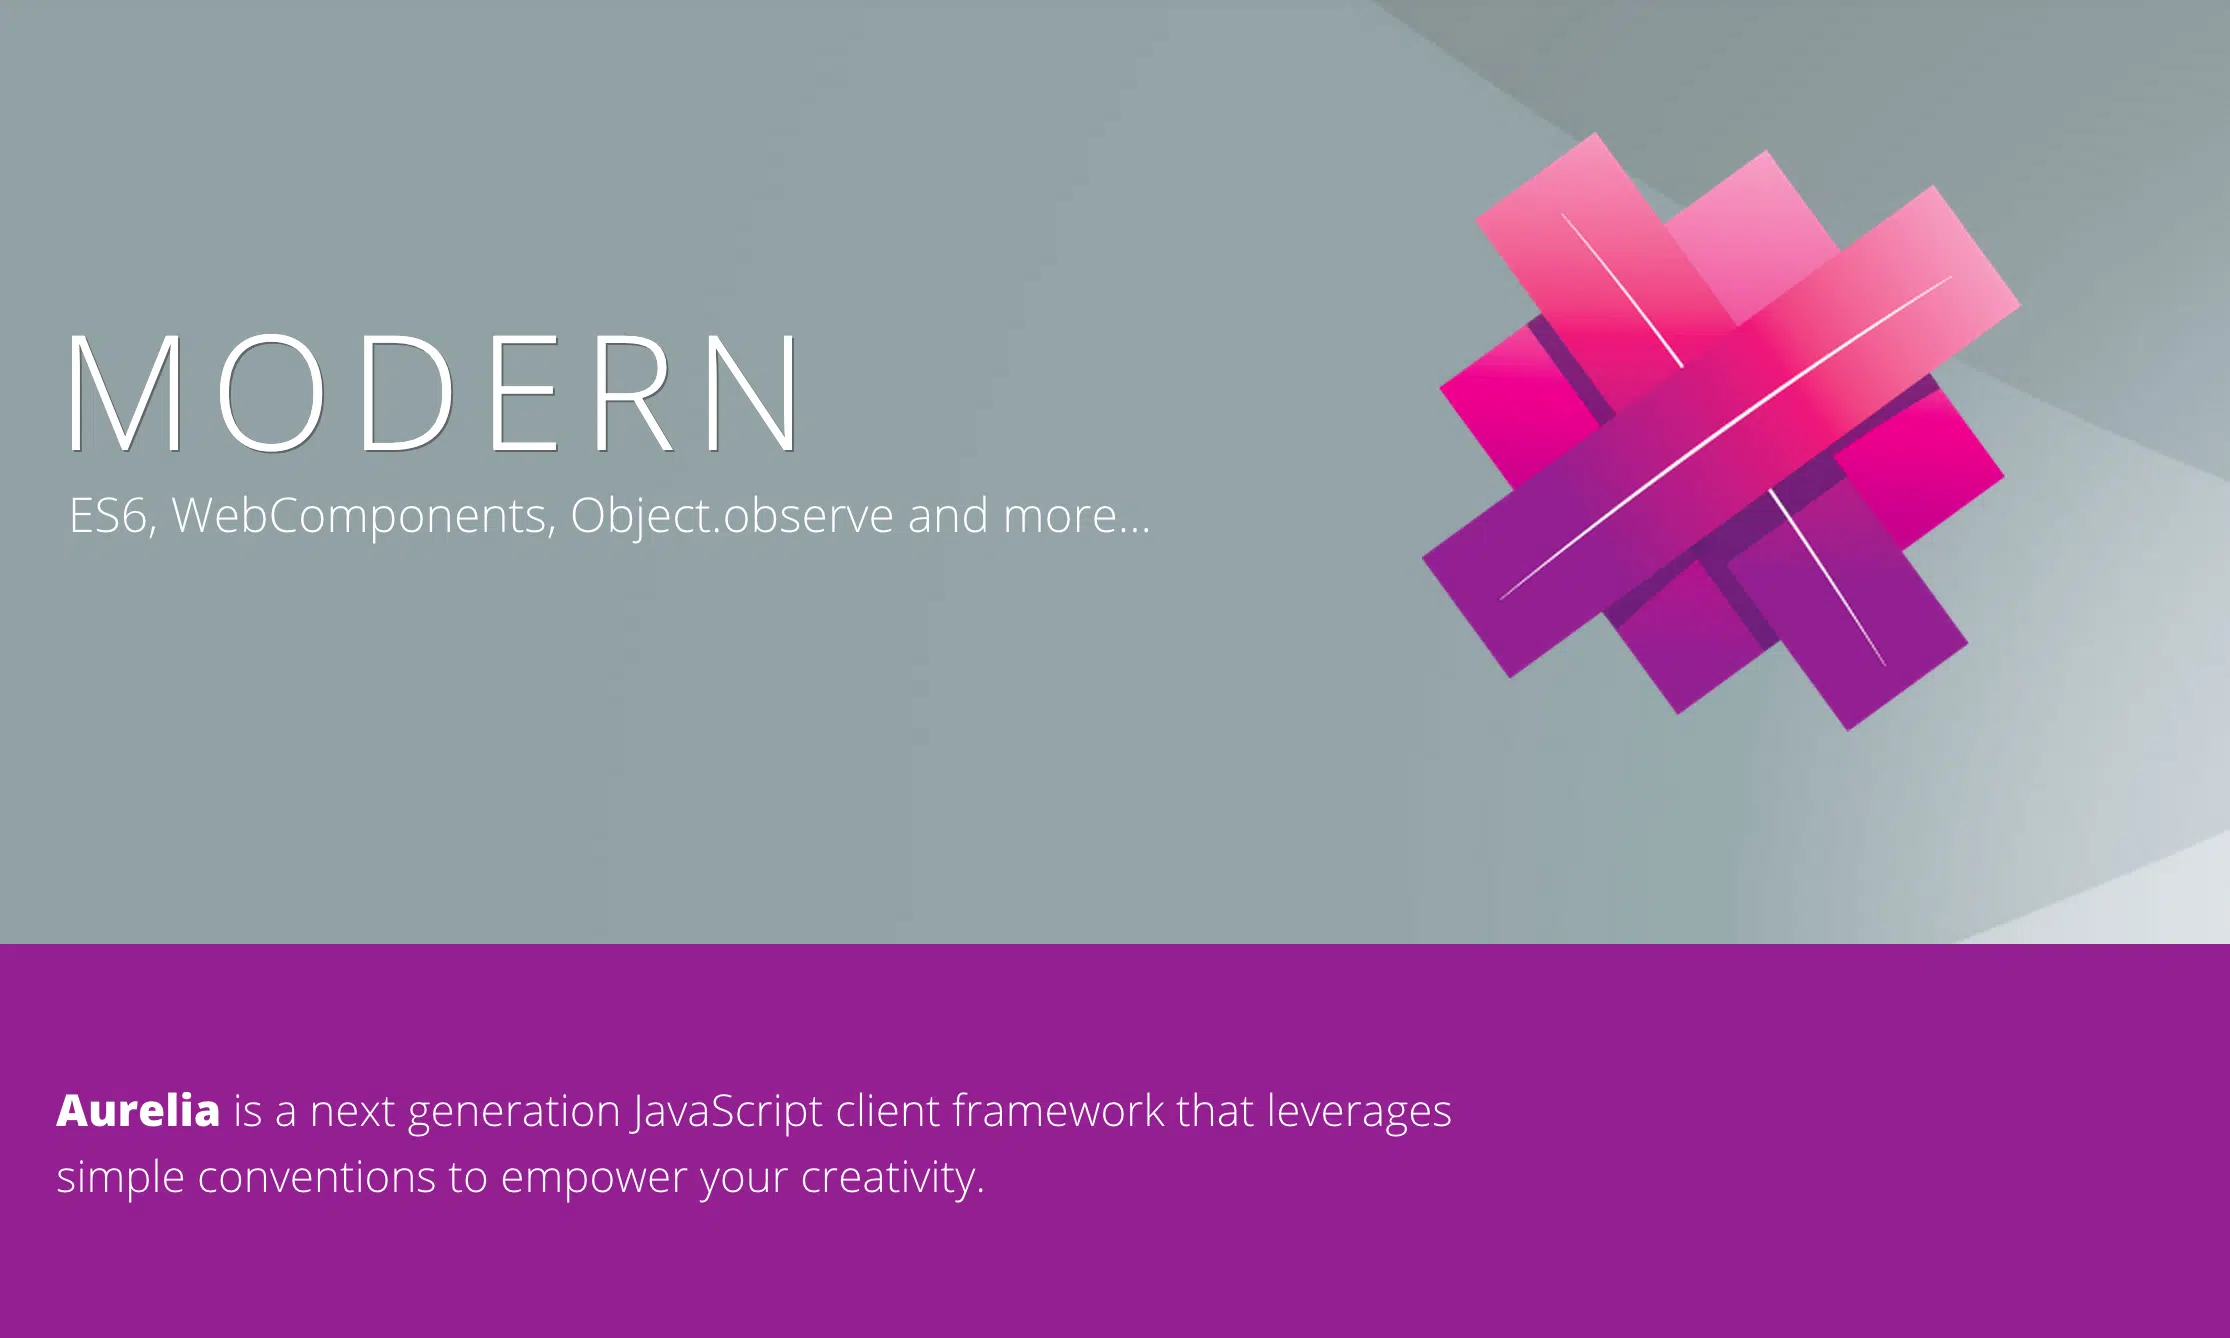 MODERN
ES6, WebComponents, Object.observe and more...
Aurelia is a next generation JavaScript client framework that leverages
simple conventions to empower your creativity.